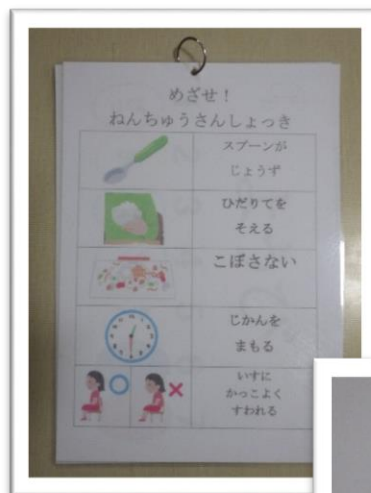 めざせ！
ねんちゅうさんしょっき
スプーンが
じょうず
ひだりてを
そえる
こぼさない
じかんを
まもる
いすに
かっこよく
すわれる